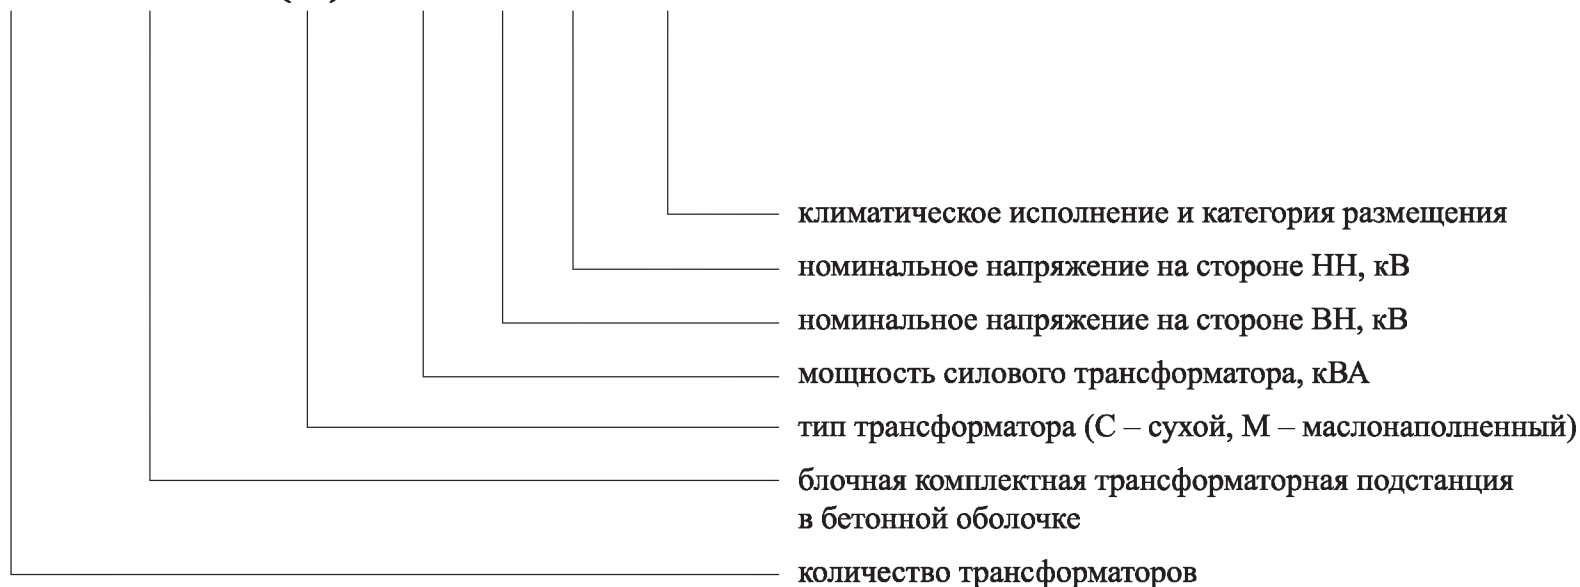 климатическое исполнение и категория размещения
номинальное напряжение на стороне НН, кВ
номинальное напряжение на стороне ВН, кВ
мощность силового трансформатора, кВА
тип трансформатора (С – сухой, М – маслонаполненный)
блочная комплектная трансформаторная подстанция
в бетонной оболочке
количество трансформаторов